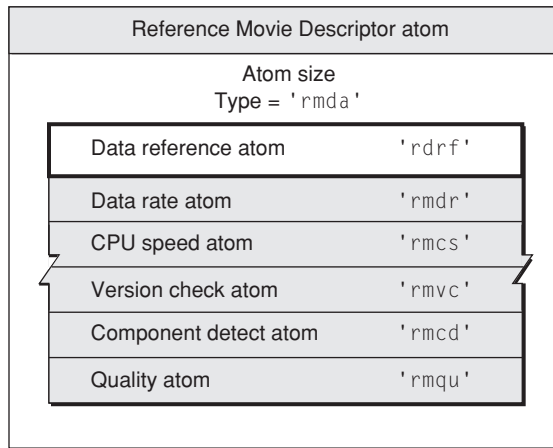 Reference Movie Descriptor atom
Atom size
Type = 'rmda'
Data reference atom 'rdrf'
Data rate atom 'rmdr'
CPU speed atom 'rmcs'
Version check atom 'rmvc'
Component detect atom 'rmcd'
Quality atom 'rmqu'